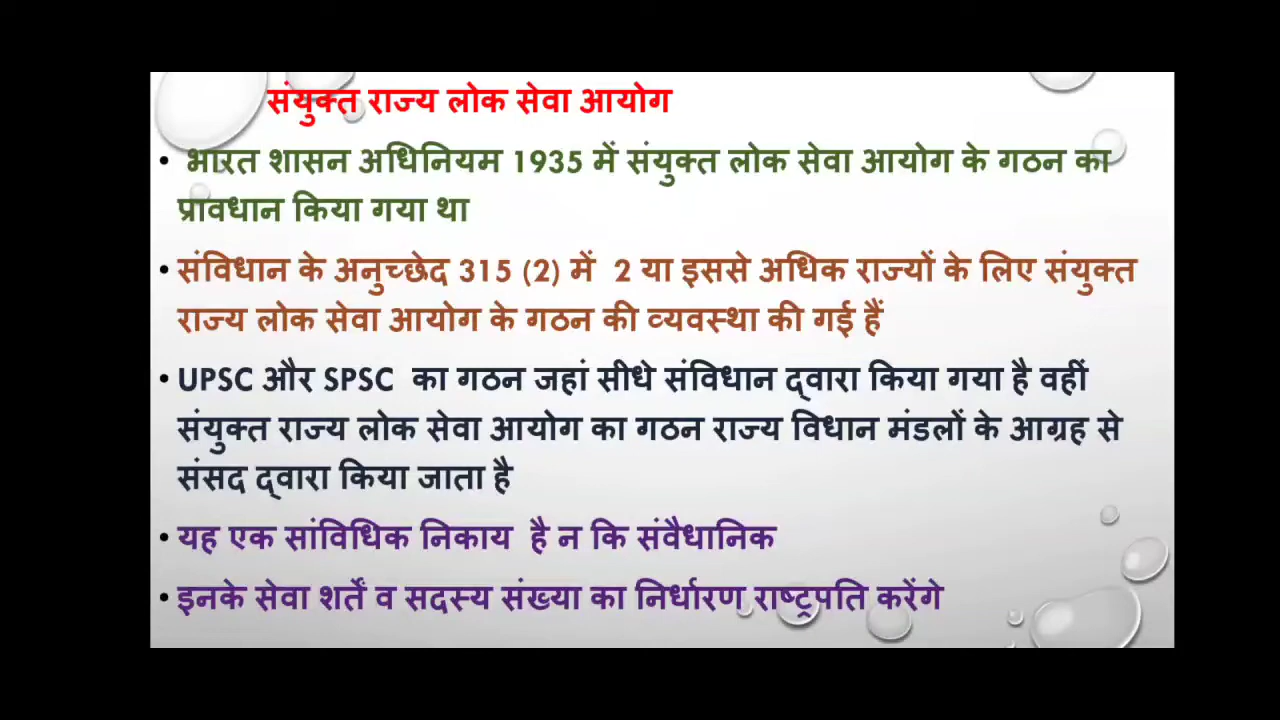 संयुक्त राज्य लोक सेवा आयोग
• भारत शासन अधिनियम 1935 में संयुक्त लोक सेवा आयोग के गठन का
प्रावधान किया गया था
• संविधान के अनुच्छेद 315 (2) में 2 या इससे अधिक राज्यों के लिए संयुक्त
राज्य लोक सेवा आयोग के गठन की व्यवस्था की गई हैं
• UPSC और SPSC का गठन जहां सीधे संविधान द्वारा किया गया है वहीं
संयुक्त राज्य लोक सेवा आयोग का गठन राज्य विधान मंडलों के आग्रह से
संसद द्वारा किया जाता है
• यह एक सांविधिक निकाय है न कि संवैधानिक
• इनके सेवा शर्तें व सदस्य संख्या का निर्धारण राष्ट्रपति करेंगे